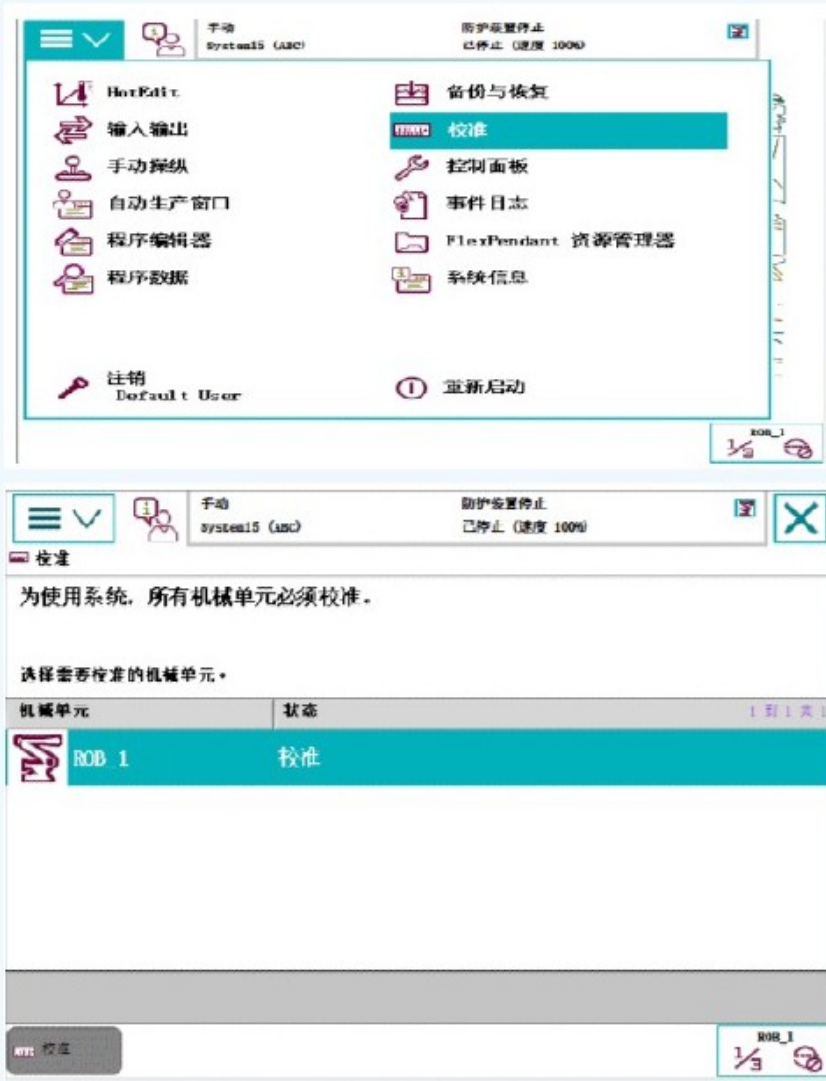 手动
System15 (ABC)
防护装置停止
已停止 (速度 100%)
HotEdit
备份与恢复
输入输出
校准
手动操纵
控制面板
自动生产窗口
事件日志
程序编辑器
FlexPendant 资源管理器
程序数据
系统信息
注销
Default User
重新启动
ROB_1
手动
System15 (ABC)
防护装置停止
已停止 (速度 100%)
校准
为使用系统, 所有机械单元必须校准。
选择需要校准的机械单元。
机械单元
状态
1 到 1 共 1
ROB_1
校准
校准
ROB_1
1/3